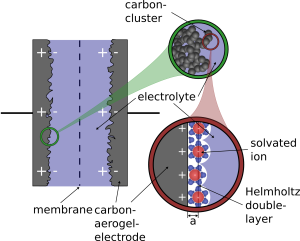 carbon-
cluster
electrolyte
solvated
ion
Helmholtz
double-
layer
membrane
carbon-
aerogel-
electrode
a
+ -
+ -
+ -
+
+
+
+